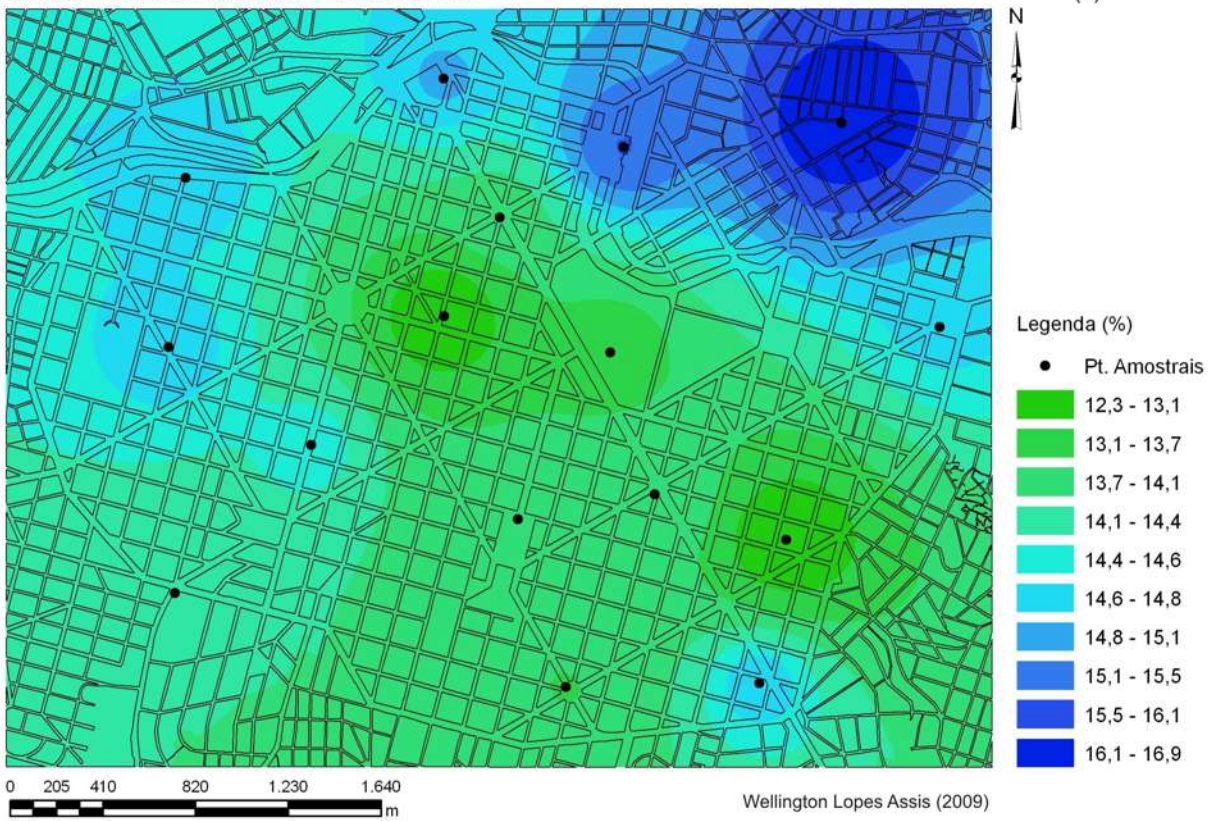 N
Legenda (%)
Pt. Amostrais
12,3 - 13,1
13,1 - 13,7
13,7 - 14,1
14,1 - 14,4
14,4 - 14,6
14,6 - 14,8
14,8 - 15,1
15,1 - 15,5
15,5 - 16,1
16,1 - 16,9
0 205 410 820 1.230 1.640
m
Wellington Lopes Assis (2009)